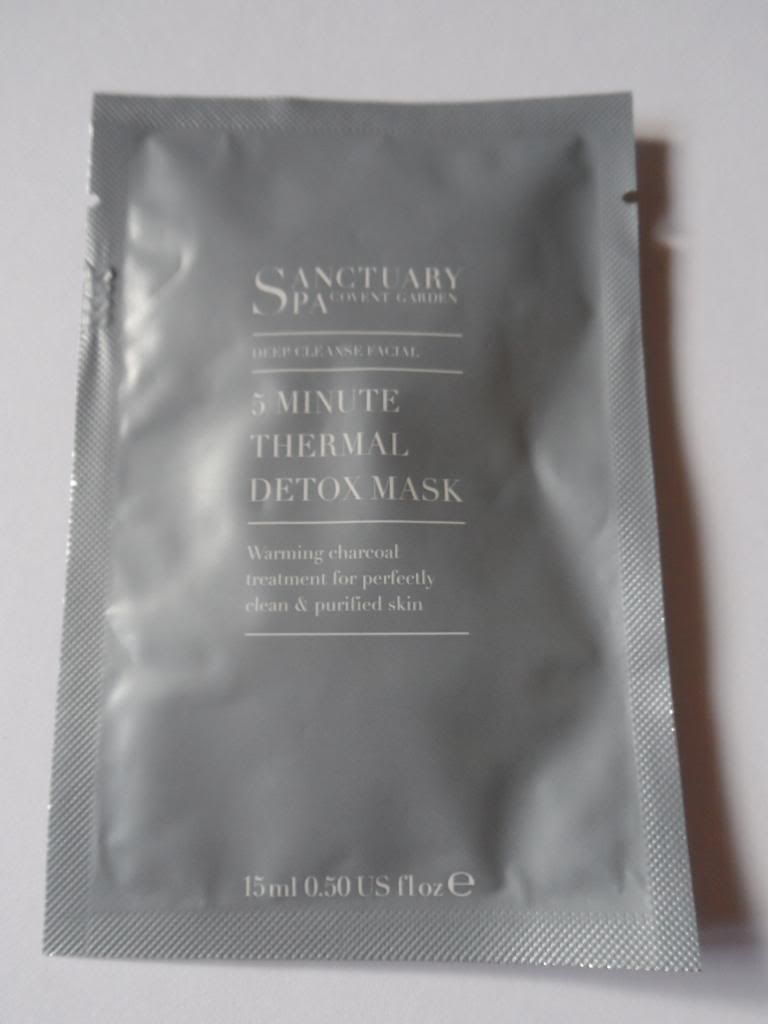 SANCTUARY
SPA COVENT GARDEN
DEEP CLEANSE FACIAL
5 MINUTE
THERMAL
DETOX MASK
Warming charcoal
treatment for perfectly
clean & purified skin
15ml 0.50 US fl oz ℮